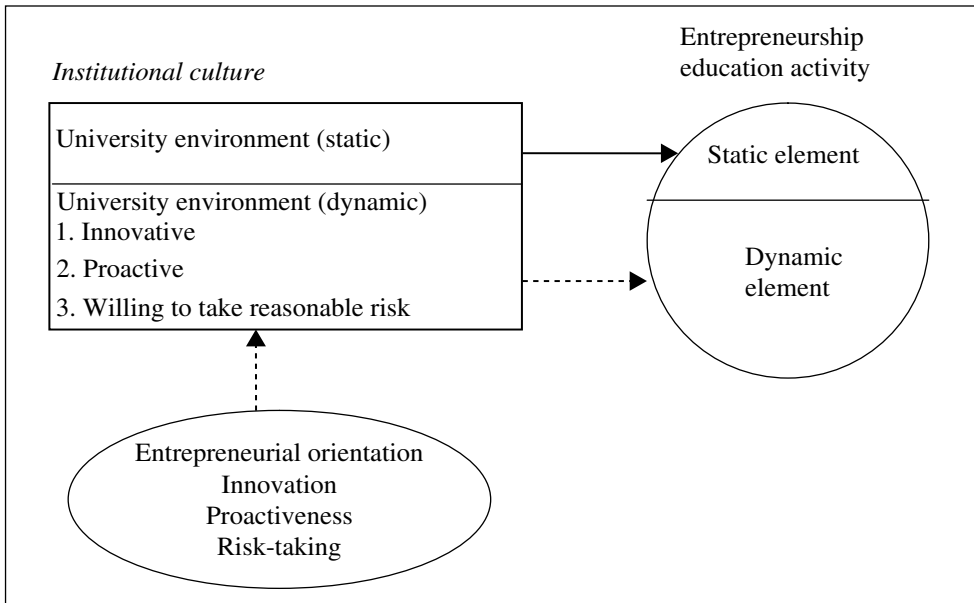 Institutional culture
University environment (static)
University environment (dynamic)
1. Innovative
2. Proactive
3. Willing to take reasonable risk
Entrepreneurship
education activity
Static element
Dynamic
element
Entrepreneurial orientation
Innovation
Proactiveness
Risk-taking